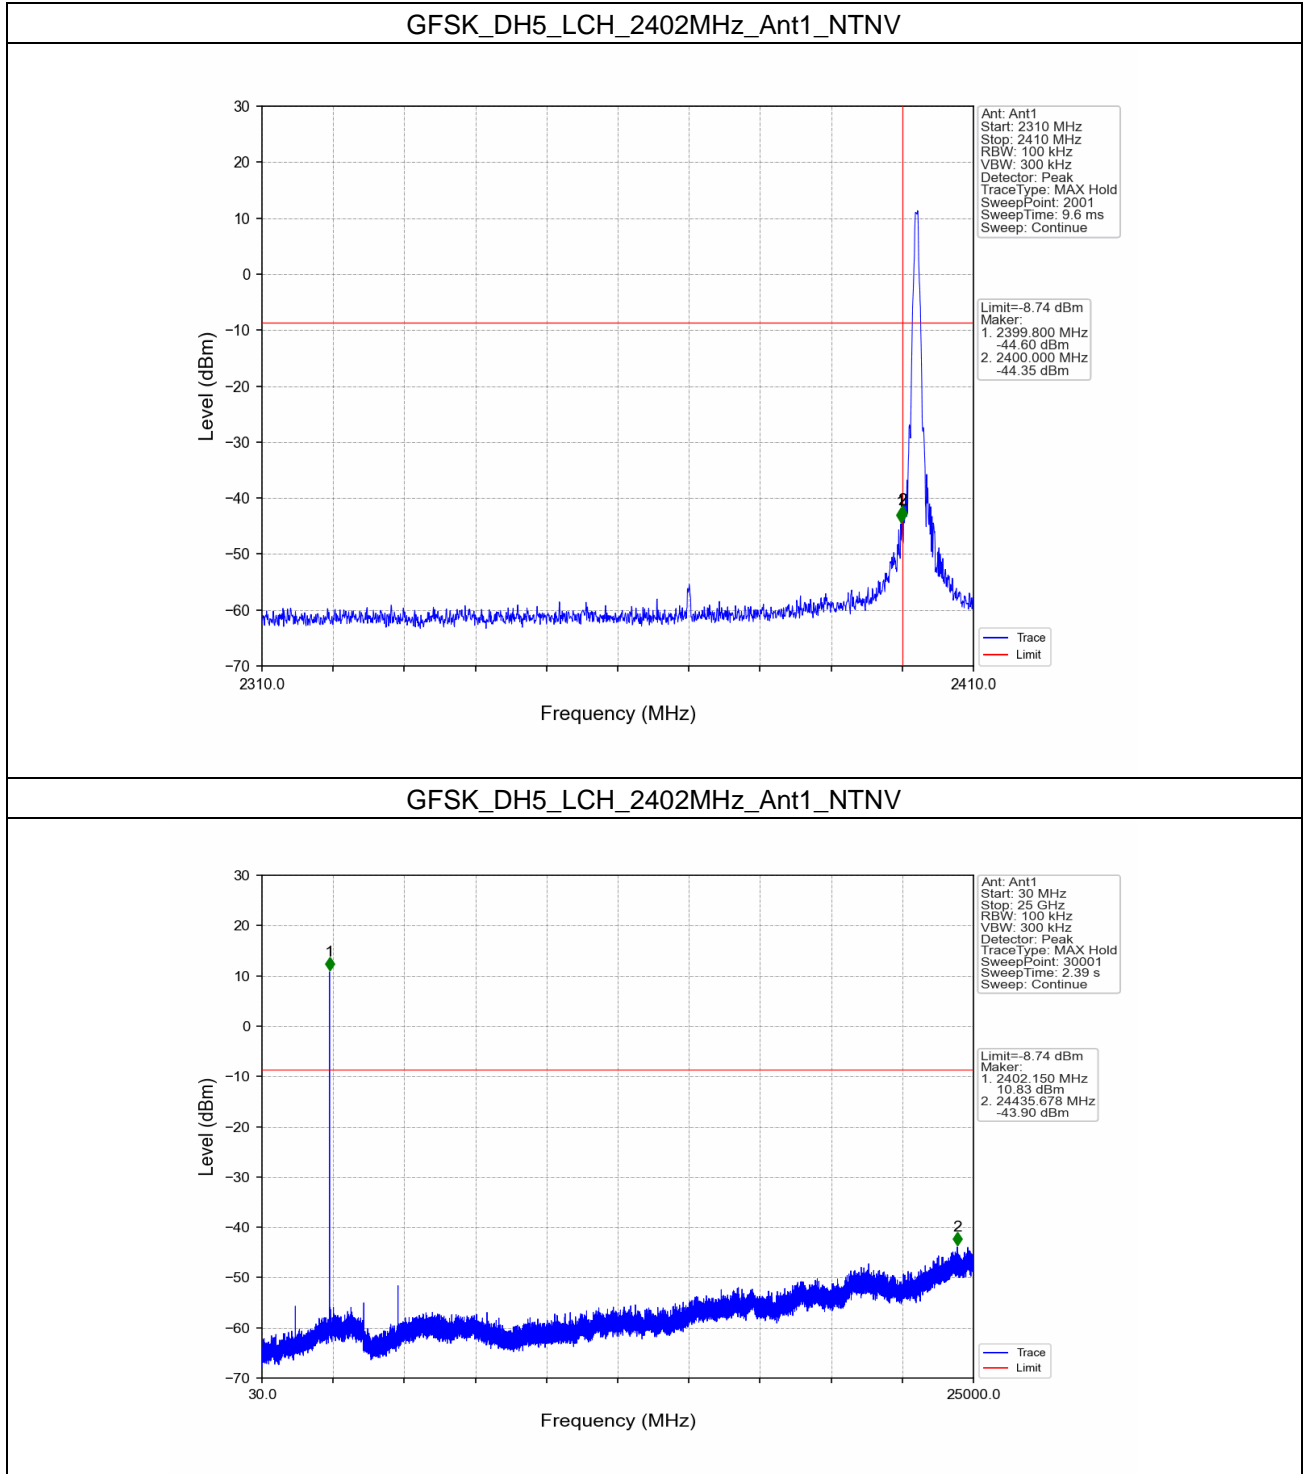 GFSK_DH5_LCH_2402MHz_Ant1_NTNV
30
20
10
0
−10
−20
−30
−40
−50
−60
−70
Level (dBm)
2310.0
2410.0
Frequency (MHz)
1
2
Ant: Ant1
Start: 2310 MHz
Stop: 2410 MHz
RBW: 100 kHz
VBW: 300 kHz
Detector: Peak
TraceType: MAX Hold
SweepPoint: 2001
SweepTime: 9.6 ms
Sweep: Continue
Limit=-8.74 dBm
Maker:
1. 2399.800 MHz
-44.60 dBm
2. 2400.000 MHz
-44.35 dBm
Trace
Limit
GFSK_DH5_LCH_2402MHz_Ant1_NTNV
30
20
10
0
−10
−20
−30
−40
−50
−60
−70
Level (dBm)
30.0
25000.0
Frequency (MHz)
1
2
Ant: Ant1
Start: 30 MHz
Stop: 25 GHz
RBW: 100 kHz
VBW: 300 kHz
Detector: Peak
TraceType: MAX Hold
SweepPoint: 30001
SweepTime: 2.39 s
Sweep: Continue
Limit=-8.74 dBm
Maker:
1. 2402.150 MHz
10.83 dBm
2. 24435.678 MHz
-43.90 dBm
Trace
Limit